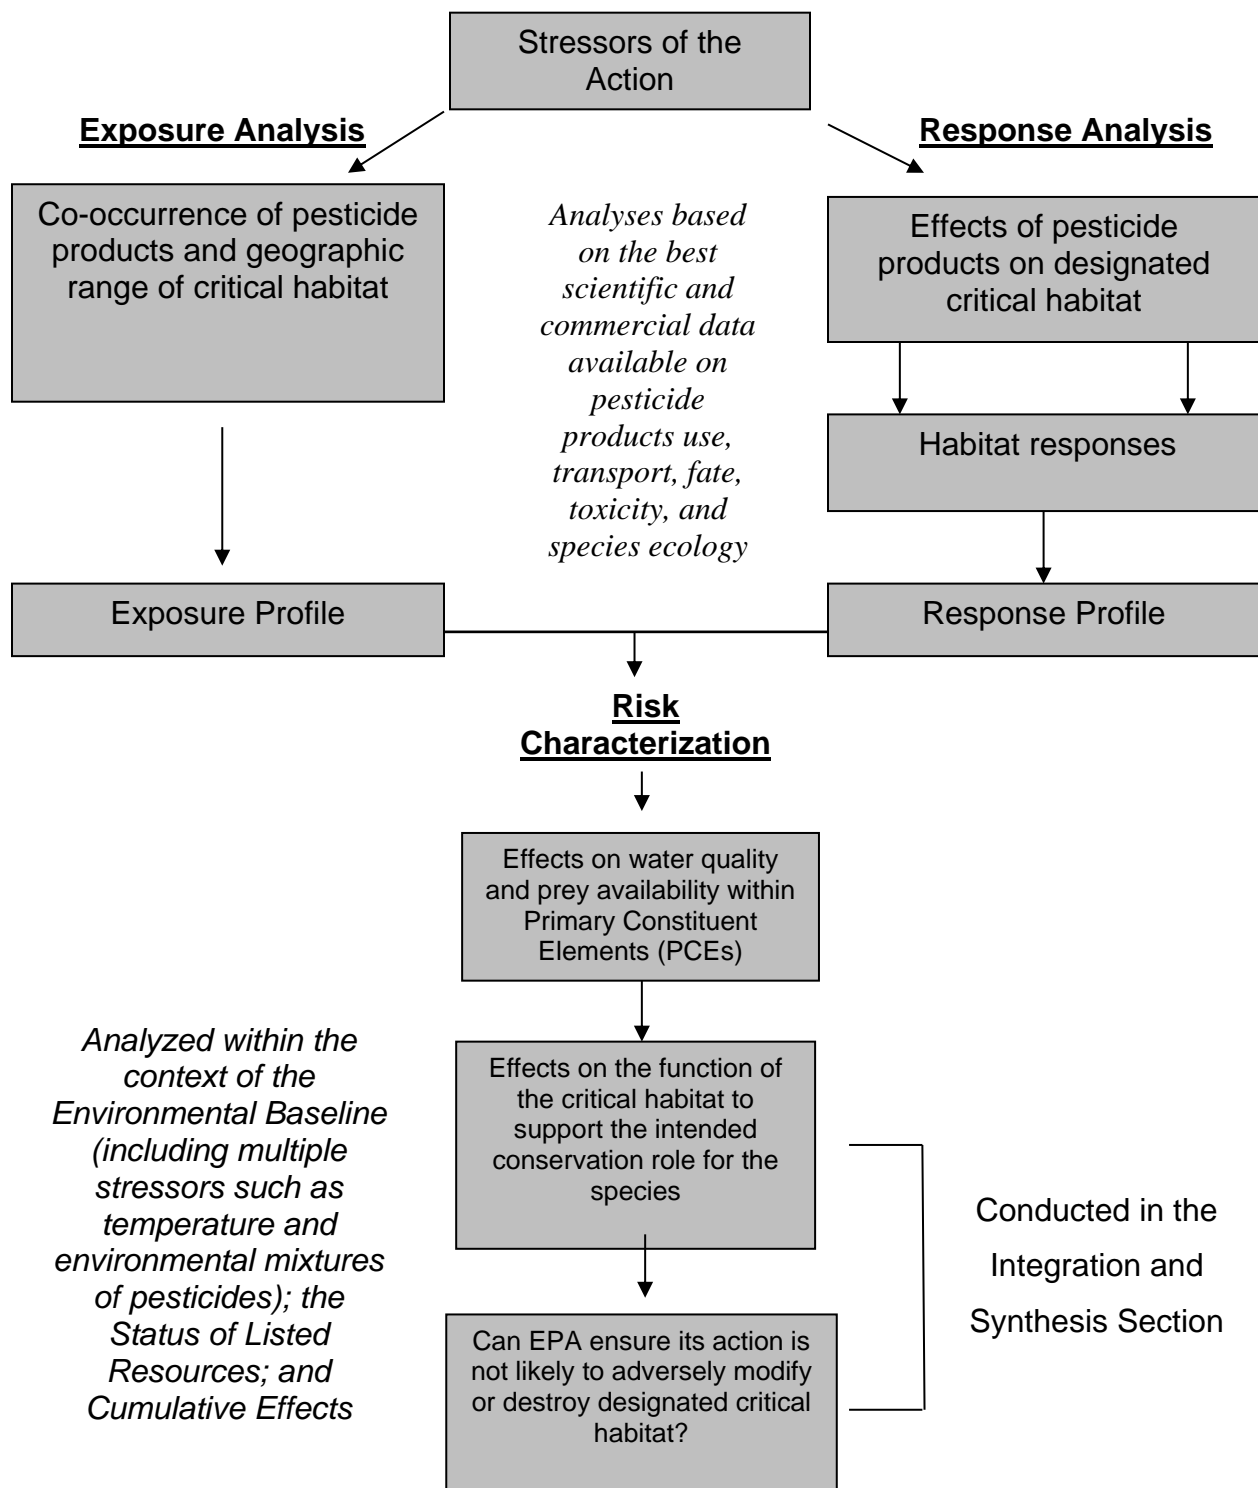 Stressors of the
Action
Exposure Analysis
Response Analysis
Co-occurrence of pesticide
products and geographic
range of critical habitat
Analyses based
on the best
scientific and
commercial data
available on
pesticide
products use,
transport, fate,
toxicity, and
species ecology
Effects of pesticide
products on designated
critical habitat
Habitat responses
Exposure Profile
Response Profile
Risk
Characterization
Effects on water quality
and prey availability within
Primary Constituent
Elements (PCEs)
Analyzed within the
context of the
Environmental Baseline
(including multiple
stressors such as
temperature and
environmental mixtures
of pesticides); the
Status of Listed
Resources; and
Cumulative Effects
Effects on the function of
the critical habitat to
support the intended
conservation role for the
species
Can EPA ensure its action is
not likely to adversely modify
or destroy designated critical
habitat?
Conducted in the
Integration and
Synthesis Section